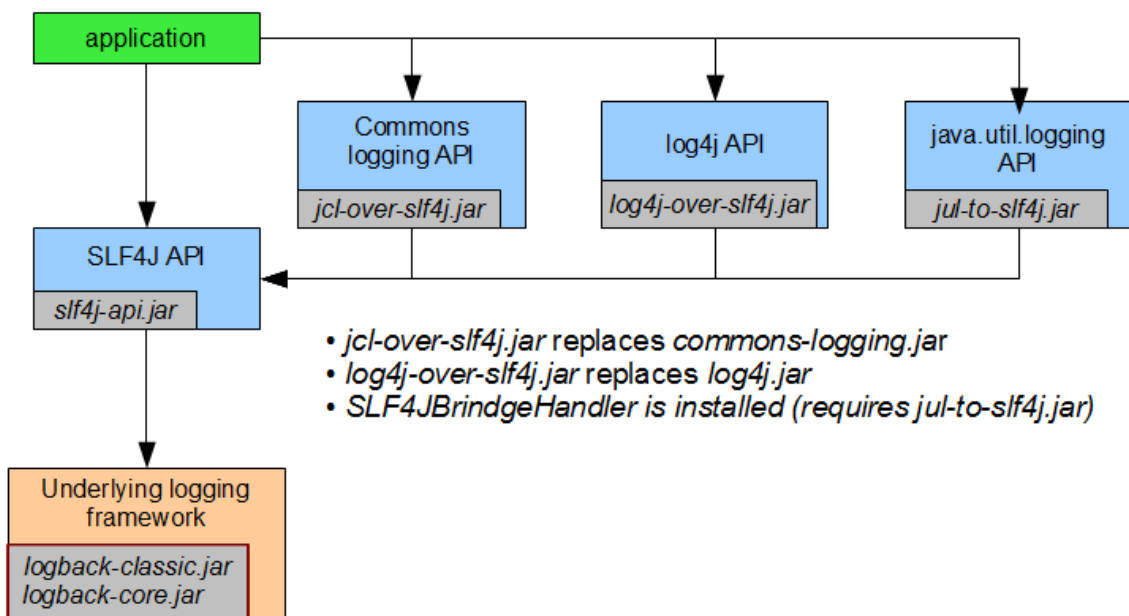 application
Commons
logging API
jcl-over-slf4j.jar
log4j API
log4j-over-slf4j.jar
java.util.logging
API
jul-to-slf4j.jar
SLF4J API
slf4j-api.jar
• jcl-over-slf4j.jar replaces commons-logging.jar
• log4j-over-slf4j.jar replaces log4j.jar
• SLF4JBrindgeHandler is installed (requires jul-to-slf4j.jar)
Underlying logging
framework
logback-classic.jar
logback-core.jar